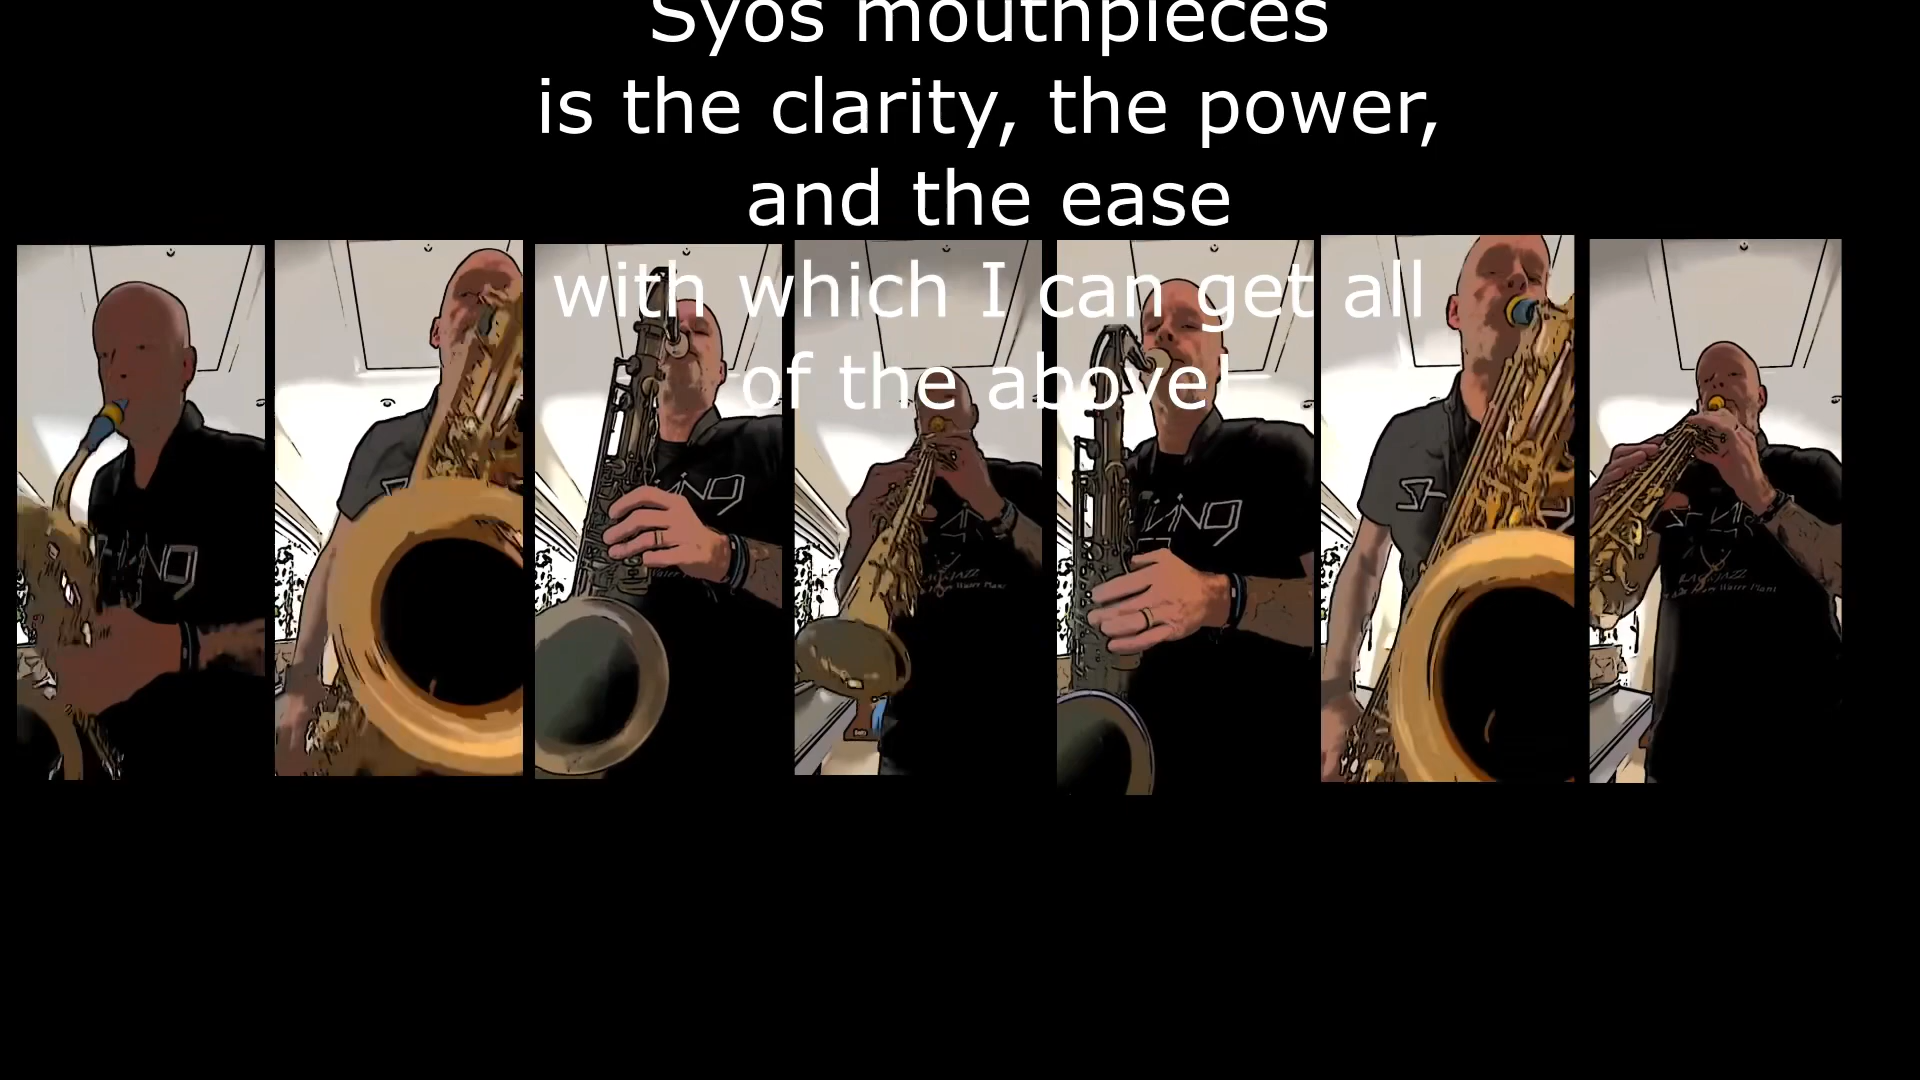 Syos mouthpieces
is the clarity, the power,
and the ease
with which I can get all
of the above!